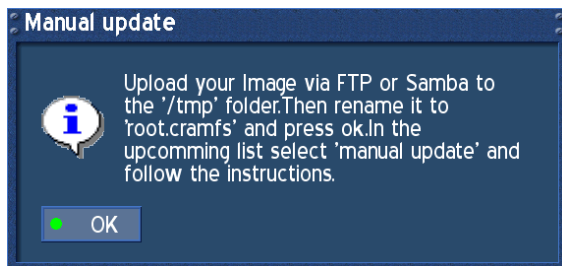 Manual update
Upload your Image via FTP or Samba to
the '/tmp' folder.Then rename it to
'root.cramfs' and press ok.In the
upcomming list select 'manual update' and
follow the instructions.
OK